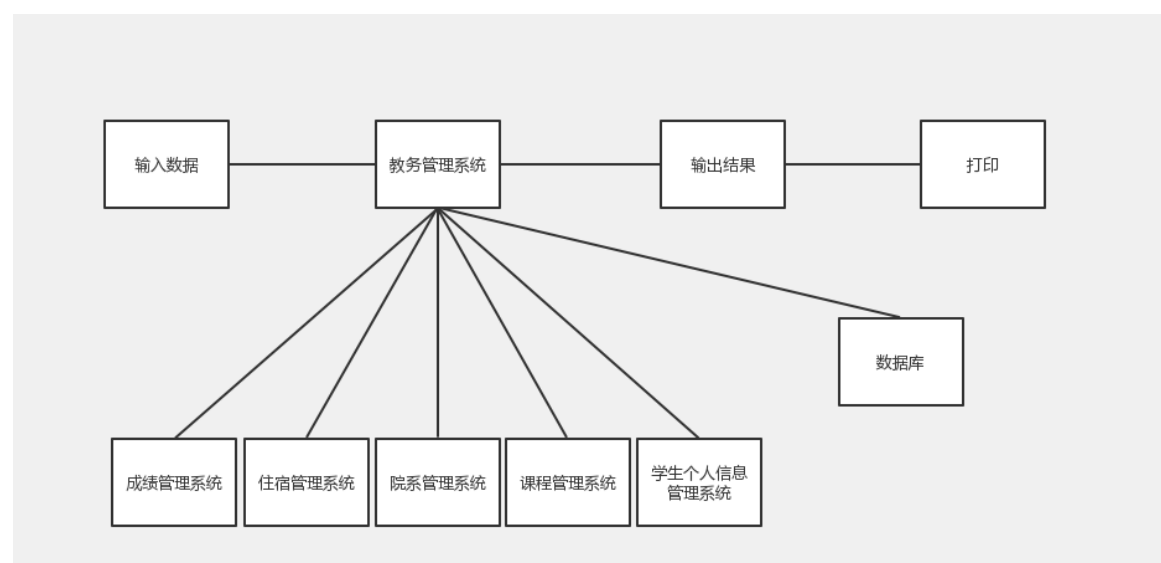 输入数据
教务管理系统
输出结果
打印
数据库
成绩管理系统
住宿管理系统
院系管理系统
课程管理系统
学生个人信息
管理系统